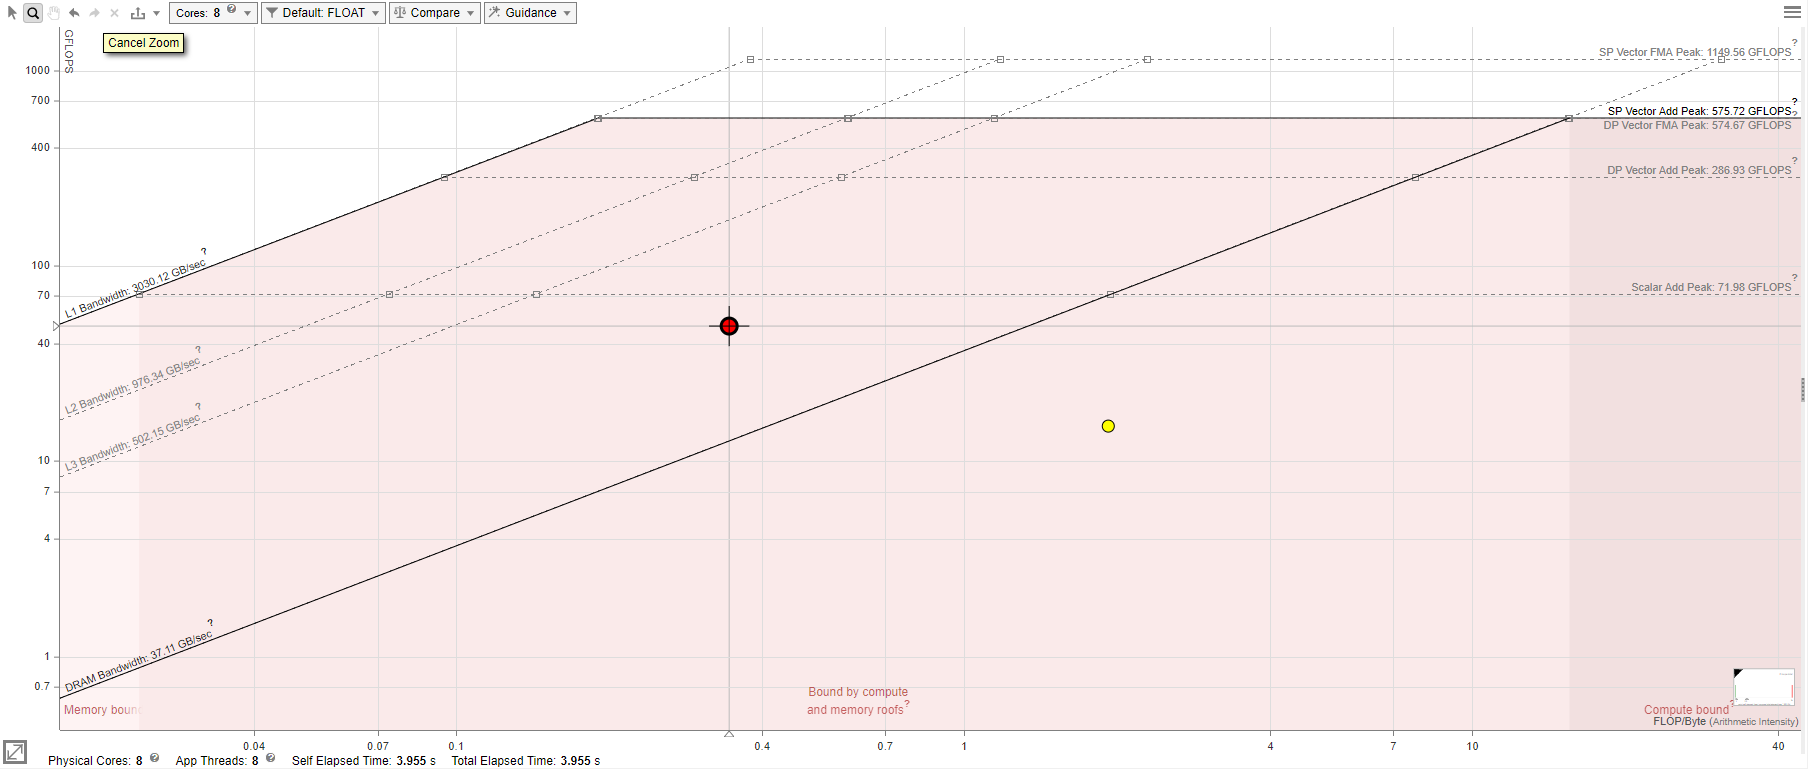 Cores: 8 ? Default: FLOAT Compare Guidance
Cancel Zoom
GFLOPS
1000
700
400
100
70
40
10
7
4
1
0.7
SP Vector FMA Peak: 1149.56 GFLOPS ?
SP Vector Add Peak: 575.72 GFLOPS ?
DP Vector FMA Peak: 574.67 GFLOPS ?
DP Vector Add Peak: 286.93 GFLOPS ?
Scalar Add Peak: 71.98 GFLOPS ?
L1 Bandwidth: 3030.12 GB/sec ?
L2 Bandwidth: 976.34 GB/sec ?
L3 Bandwidth: 502.15 GB/sec ?
DRAM Bandwidth: 37.11 GB/sec ?
Memory boun
Bound by compute
and memory roofs ?
Compute bound ?
FLOP/Byte (Arithmetic Intensity)
0.04 0.07 0.1 0.4 0.7 1 4 7 10 40
Physical Cores: 8 ? App Threads: 8 ? Self Elapsed Time: 3.955 s Total Elapsed Time: 3.955 s